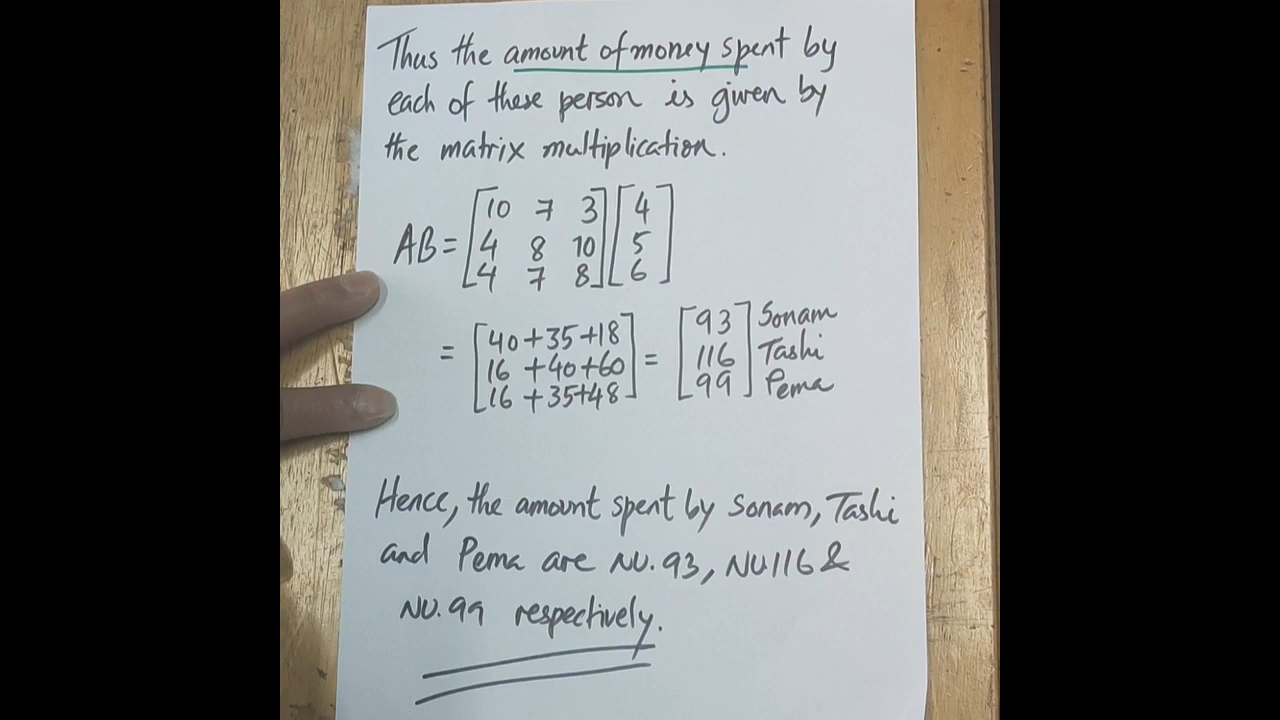 Thus the amount of money spent by
each of these person is given by
the matrix multiplication.
AB = [10 7 3] [4]
[4 8 10] [5]
[4 7 8] [6]
= [40+35+18] = [93] Sonam
[16 +40+60] [116] Tashi
[16 +35+48] [99] Pema
Hence, the amount spent by Sonam, Tashi
and Pema are NU. 93, NU116 &
NU. 99 respectively.